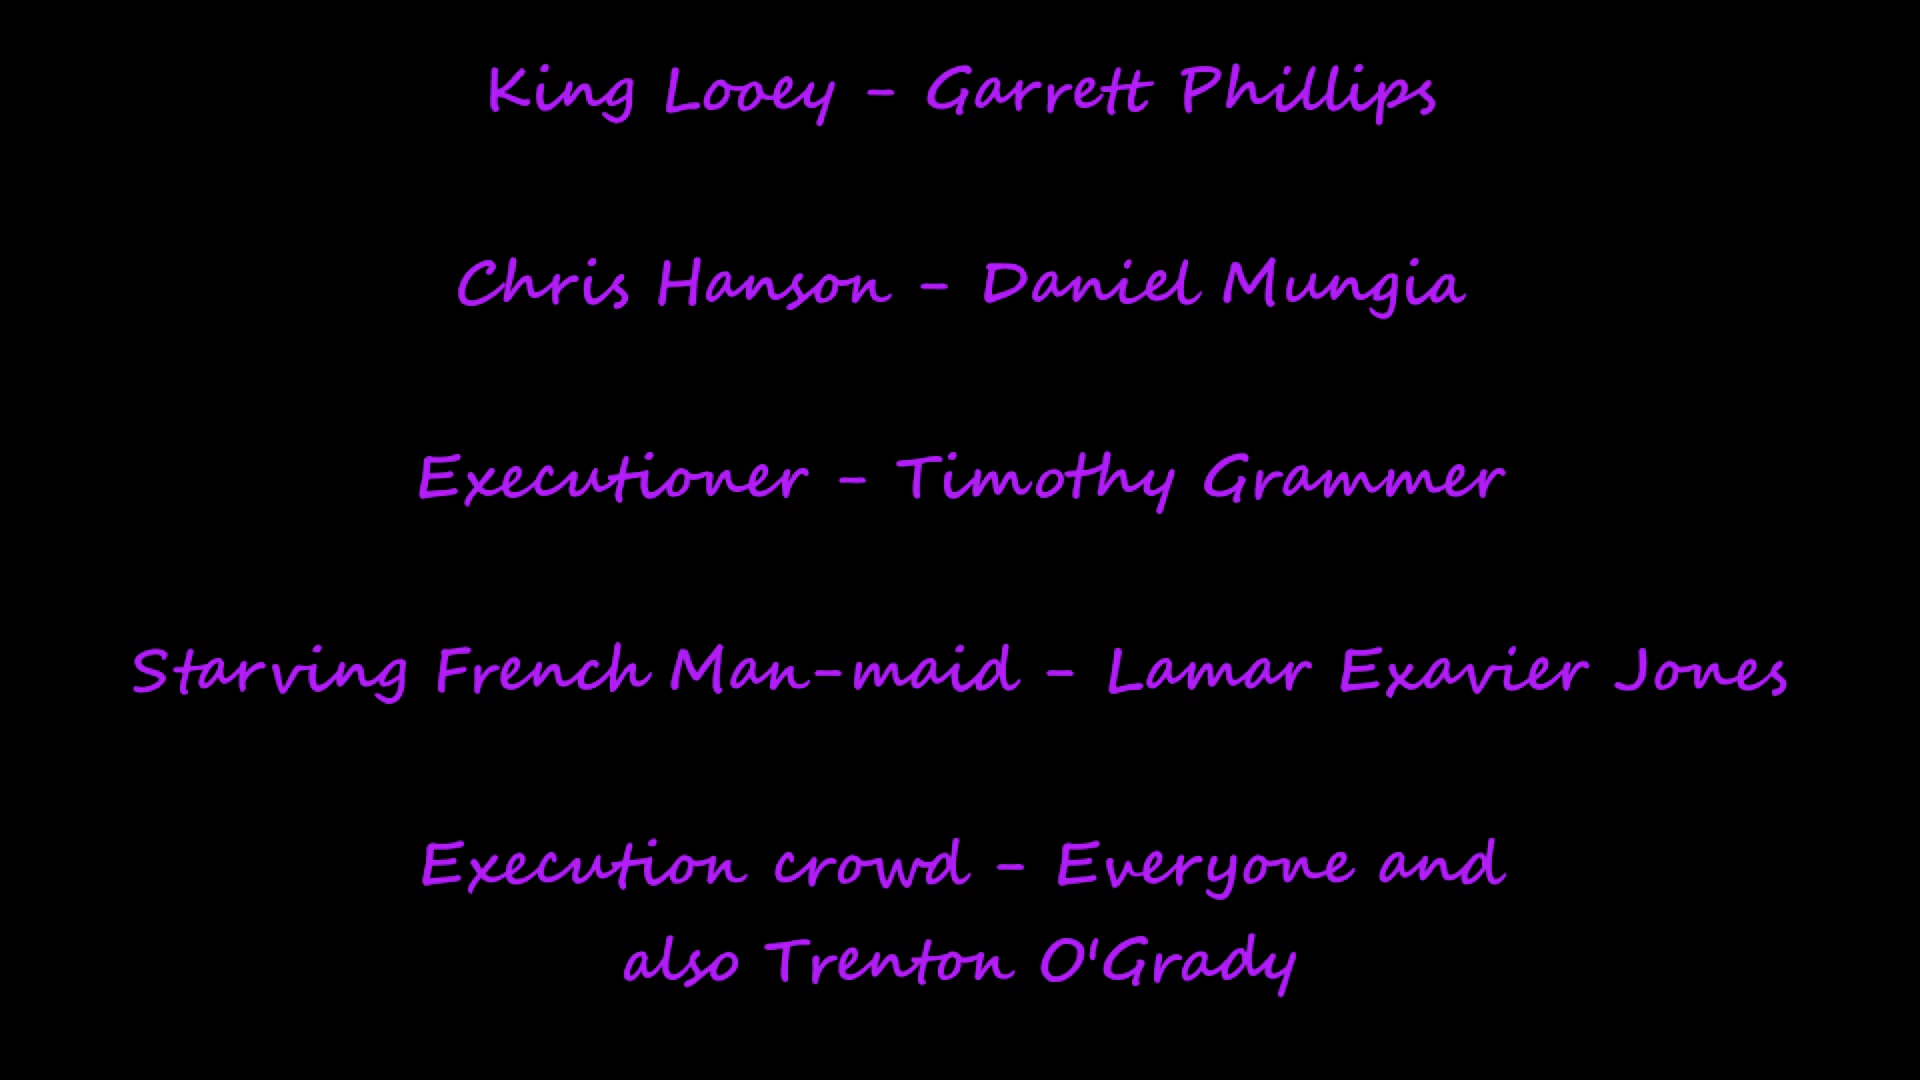 King Looey - Garrett Phillips
Chris Hanson - Daniel Mungia
Executioner - Timothy Grammer
Starving French Man-maid - Lamar Exavier Jones
Execution crowd - Everyone and
also Trenton O'Grady